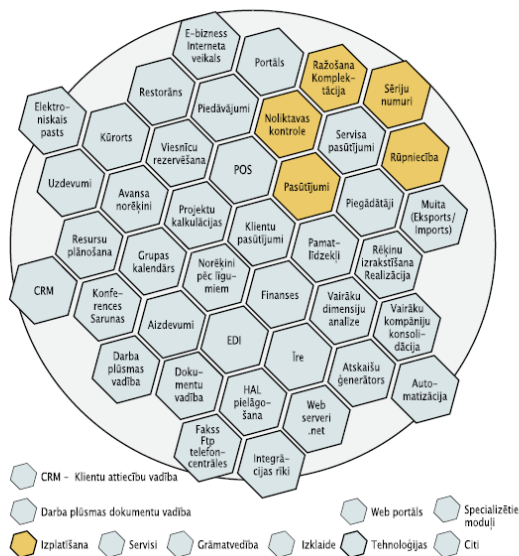 E-bizness
Interneta
veikals
Portāls
Ražošana
Komplek-
tācija
Sēriju
numuri
Elektro-
niskais
pasts
Restorāns
Piedāvājumi
Noliktavas
kontrole
Servisa
pasūtījumi
Rūpniecība
Kūrorts
Viesnīcu
rezervēšana
POS
Pasūtījumi
Piegādātāji
Muita
(Eksports/
Imports)
Uzdevumi
Avansa
norēķini
Projektu
kalkulācijas
Klientu
pasūtījumi
Pamat-
līdzekļi
Rēķinu
izrakstīšana
Realizācija
Resursu
plānošana
Grupas
kalendārs
Norēķini
pēc līgu-
miem
Finanses
Vairāku
dimensiju
analīze
Vairāku
kompāniju
konsoli-
dācija
CRM
Konfe-
rences
Sarunas
Aizdevumi
EDI
Īre
Atskaišu
ģenerātors
Auto-
matizācija
Darba
plūsmas
vadība
Doku-
mentu
vadība
HAL
pielāgo-
šana
Web
serveri
.net
Fakss
Ftp
telefon-
centrāles
Integrā-
cijas rīki
CRM – Klientu attiecību vadība
Darba plūsmas dokumentu vadība
Web portāls
Specializētie
moduļi
Izplatīšana
Servisi
Grāmatvedība
Izklaide
Tehnoloģijas
Citi